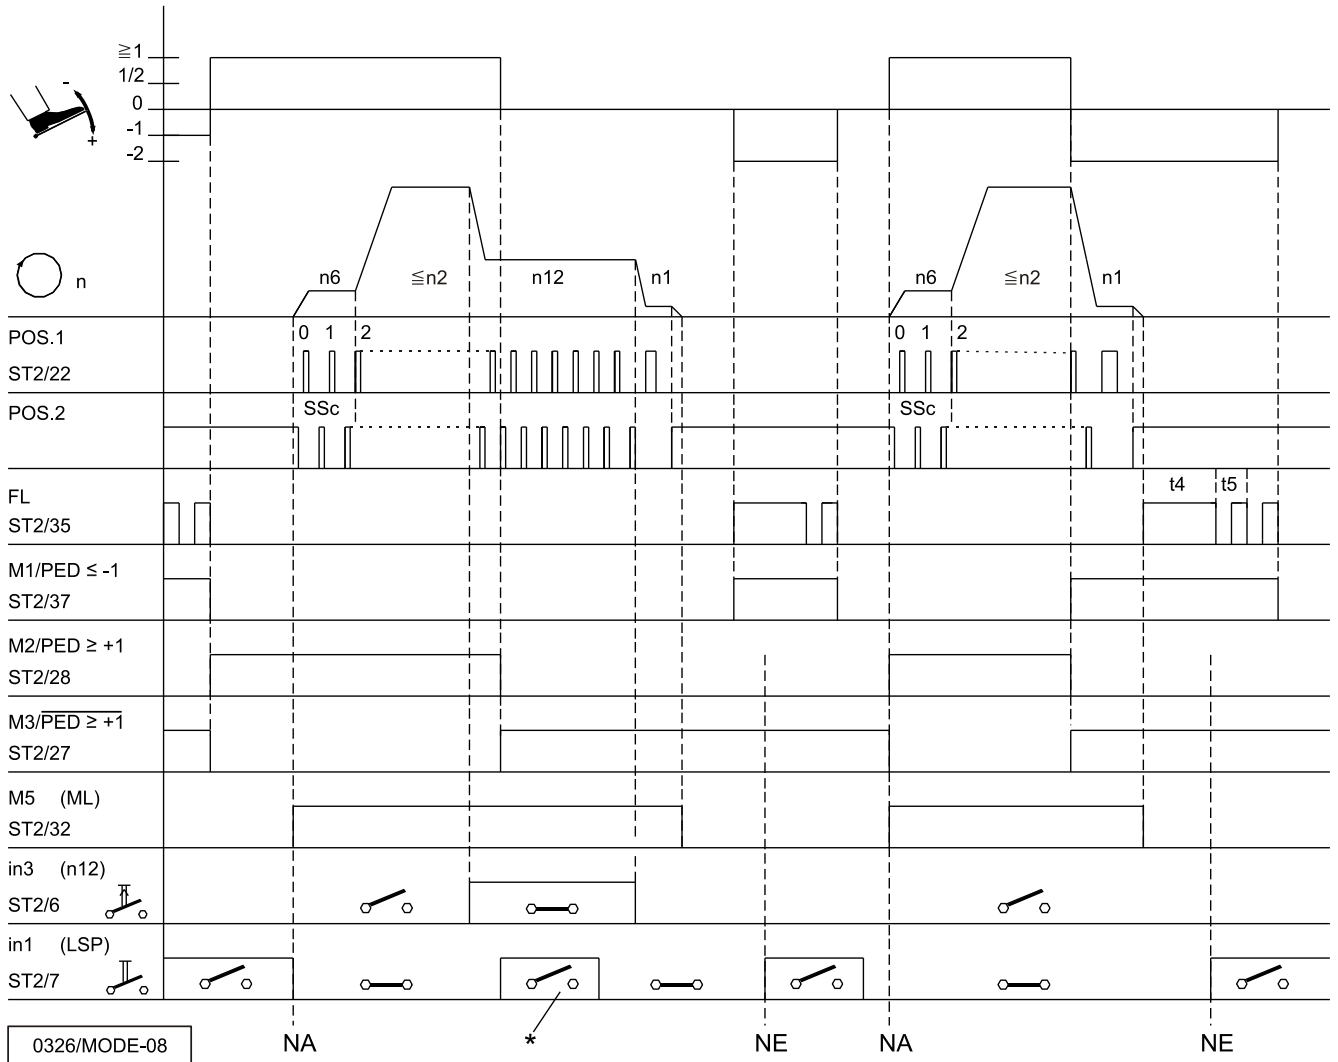 ≧1
1/2
0
-1
-2
-
+
n
n6
≦n2
n12
n1
n6
≦n2
n1
POS.1
0 1 2
0 1 2
ST2/22
POS.2
SSc
SSc
FL
t4
t5
ST2/35
M1/PED ≤ -1
ST2/37
M2/PED ≥ +1
ST2/28
M3/PED ≥ +1
ST2/27
M5 (ML)
ST2/32
in3 (n12)
ST2/6
in1 (LSP)
ST2/7
0326/MODE-08
NA
*
NE
NA
NE